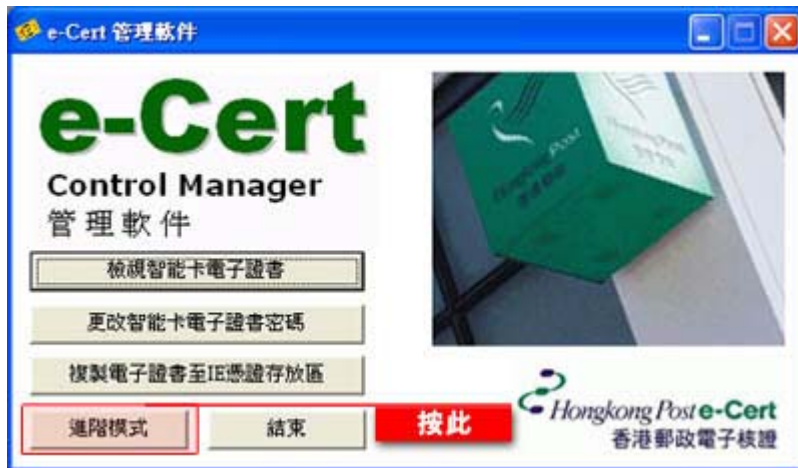 e-Cert 管理軟件
e-Cert
Control Manager
管理軟件
檢視智能卡電子證書
更改智能卡電子證書密碼
複製電子證書至IE憑證存放區
進階模式
結束
按此
Hongkong Post
Hongkong Post e-Cert
香港郵政電子核證